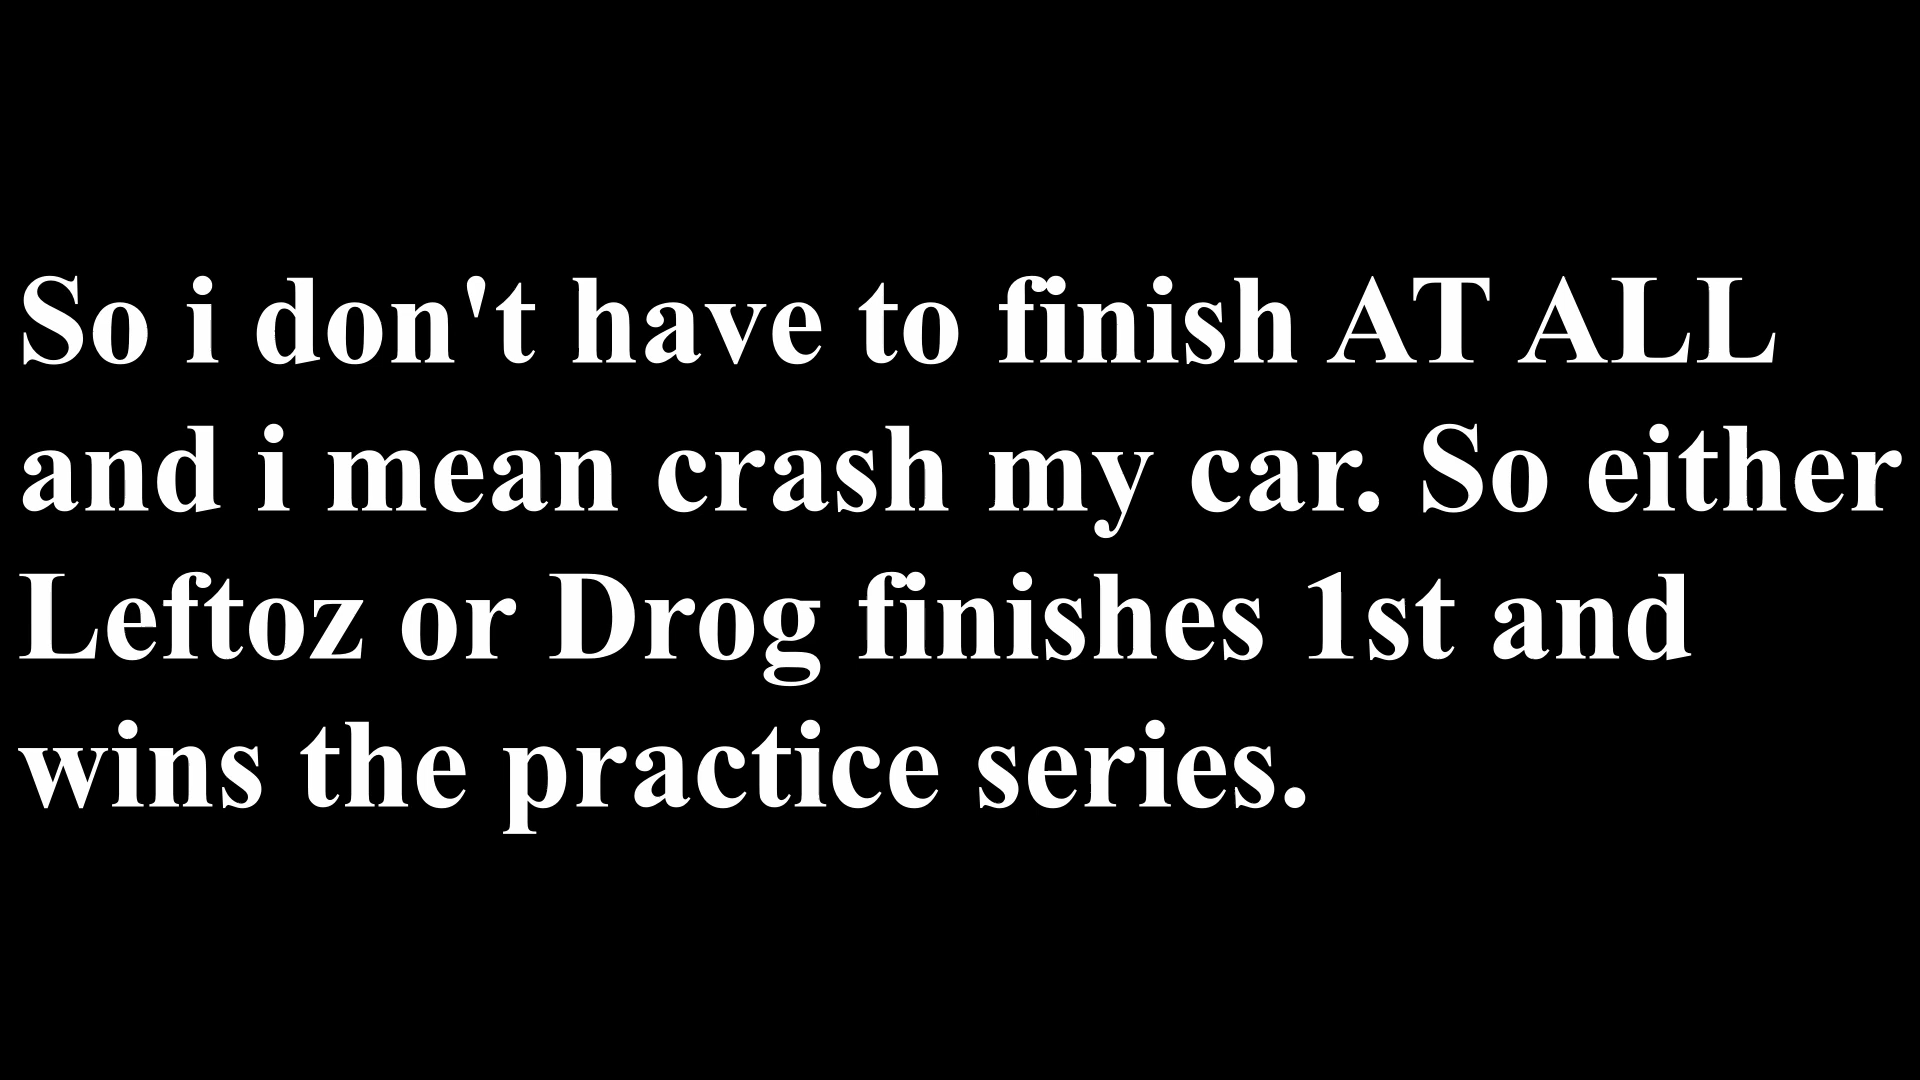 So i don't have to finish AT ALL
and i mean crash my car. So either
Leftoz or Drog finishes 1st and
wins the practice series.